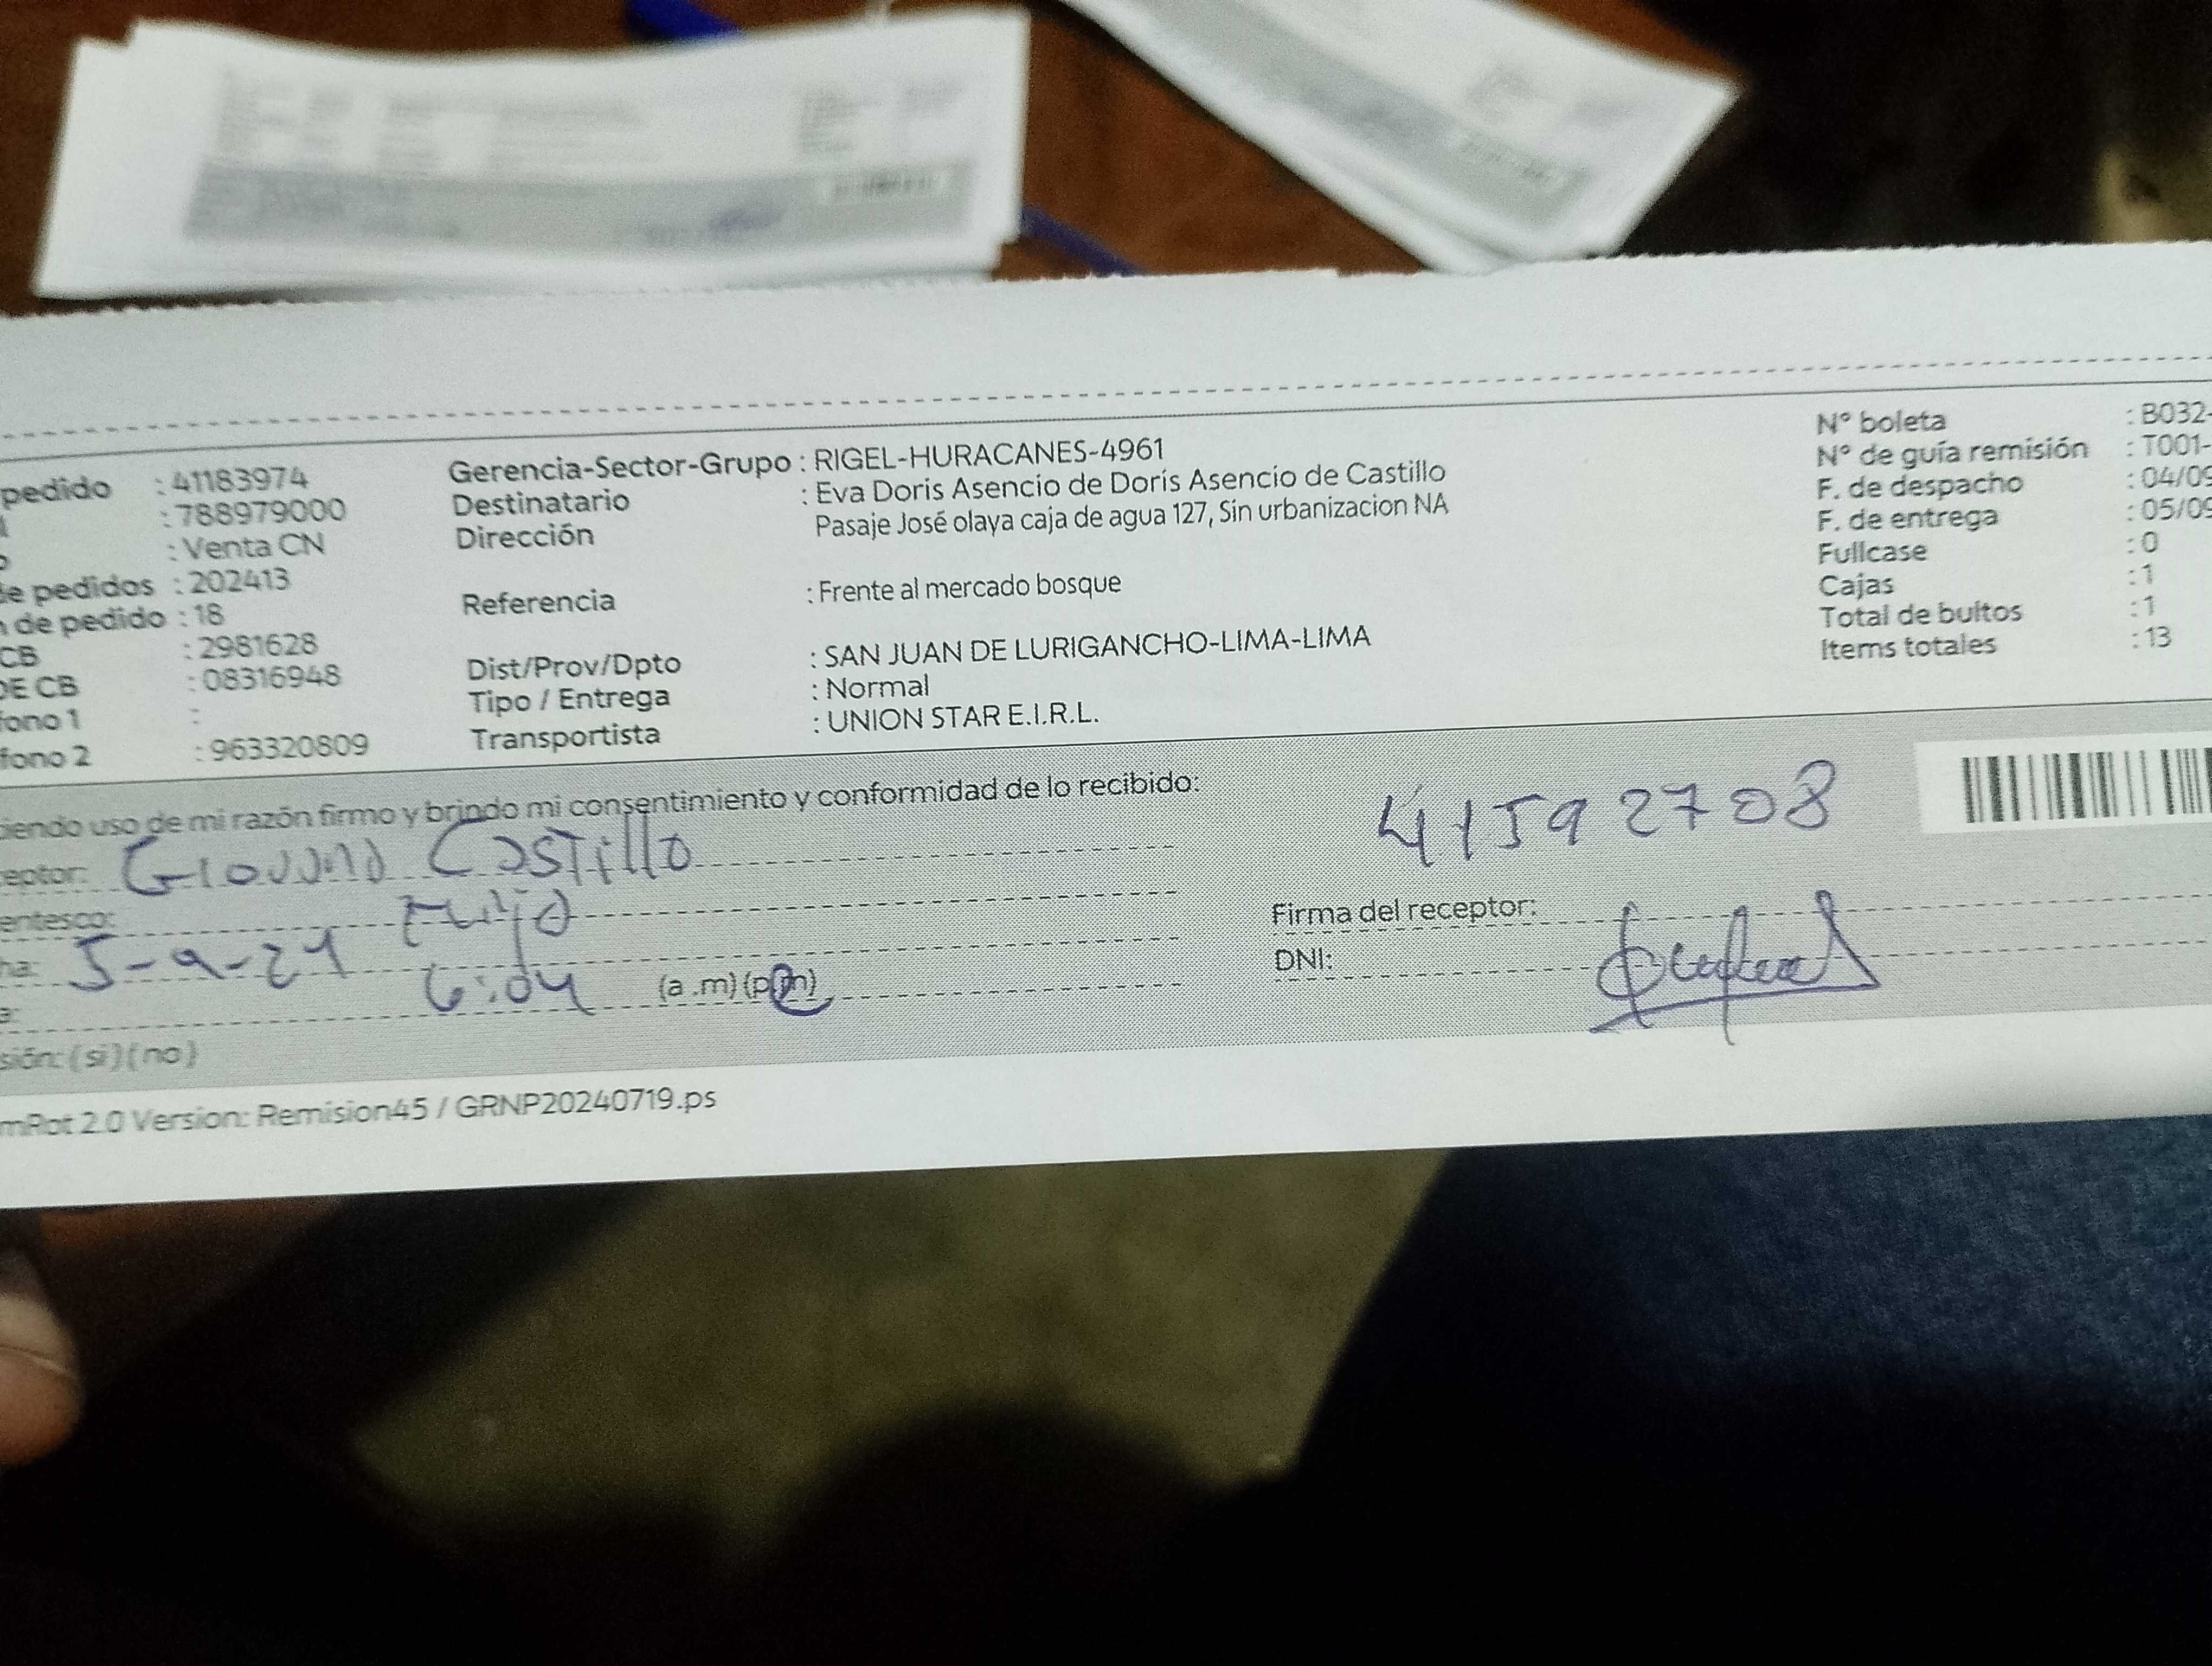 pedido : 41183974
: 788979000
: Venta CN
de pedidos : 202413
de pedido : 18
CB : 2981628
DE CB : 08316948
fono 1 :
fono 2 : 963320809
Gerencia-Sector-Grupo : RIGEL-HURACANES-4961
Destinatario : Eva Doris Asencio de Doris Asencio de Castillo
Dirección Pasaje José olaya caja de agua 127, Sin urbanizacion NA
Referencia : Frente al mercado bosque
Dist/Prov/Dpto : SAN JUAN DE LURIGANCHO-LIMA-LIMA
Tipo / Entrega : Normal
Transportista : UNION STAR E.I.R.L.
N° boleta : B032-
N° de guía remisión : T001-
F. de despacho : 04/09
F. de entrega : 05/09
Fullcase : 0
Cajas : 1
Total de bultos : 1
Items totales : 13
iendo uso de mi razón firmo y brindo mi consentimiento y conformidad de lo recibido:
eptor: Castillo
entesco:
ha: 5-9-24
a: 6:04 (a .m) (p.m)
sión: (si) (no)
41592708
Firma del receptor:
DNI:
mRot 2.0 Version: Remision45 / GRNP20240719.ps